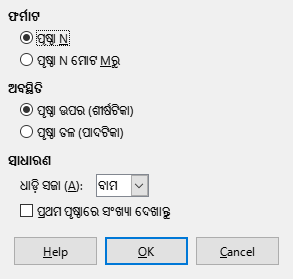 ଫର୍ମାଟ
ପୃଷ୍ଠା N
ପୃଷ୍ଠା N ମୋଟ Mରୁ
ଅବସ୍ଥିତି
ପୃଷ୍ଠା ଉପର (ଶୀର୍ଷଟିକା)
ପୃଷ୍ଠା ତଳ (ପାଦଟିକା)
ସାଧାରଣ
ଧାଡ଼ି ସଜା (A): ବାମ
ପ୍ରଥମ ପୃଷ୍ଠାରେ ସଂଖ୍ୟା ଦେଖାନ୍ତୁ
Help OK Cancel